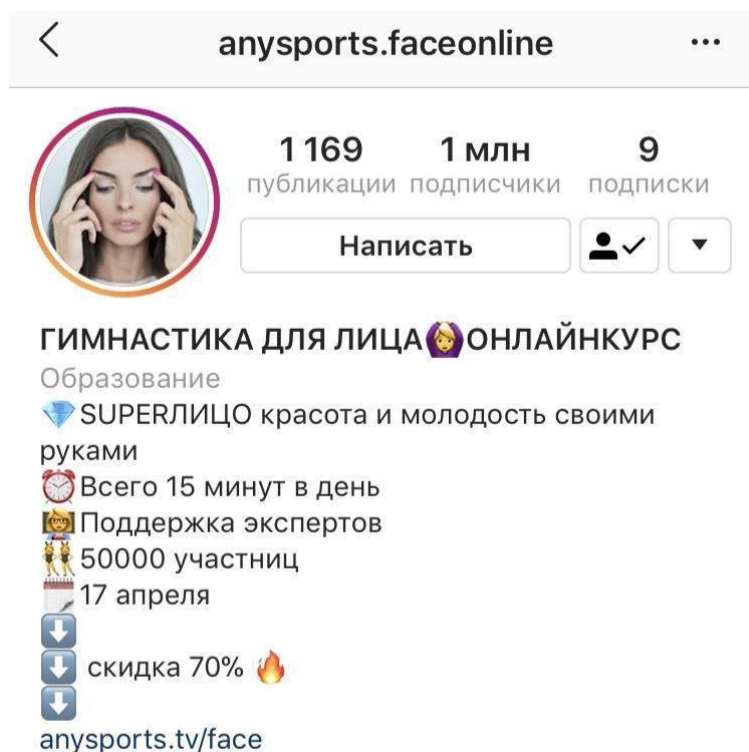 anysports.faceonline
1 169 1 млн 9
публикации подписчики подписки
Написать
ГИМНАСТИКА ДЛЯ ЛИЦА🙆‍♀️ОНЛАЙНКУРС
Образование
💎SUPERЛИЦО красота и молодость своими
руками
⏰Всего 15 минут в день
👩‍🏫Поддержка экспертов
👯‍♀️50000 участниц
🗓17 апреля
⬇️
⬇️ скидка 70% 🔥
⬇️
anysports.tv/face